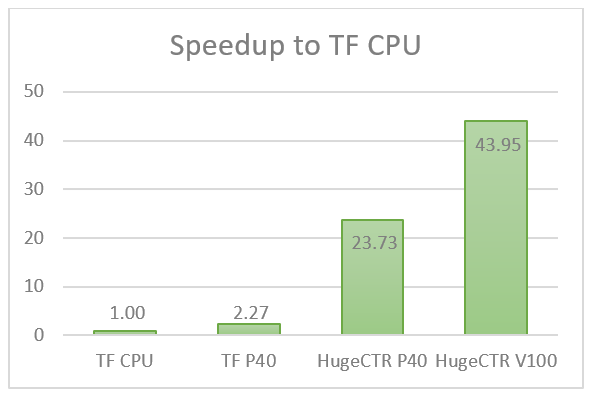 Speedup to TF CPU
50
40
30
20
10
0
1.00
2.27
23.73
43.95
TF CPU
TF P40
HugeCTR P40
HugeCTR V100